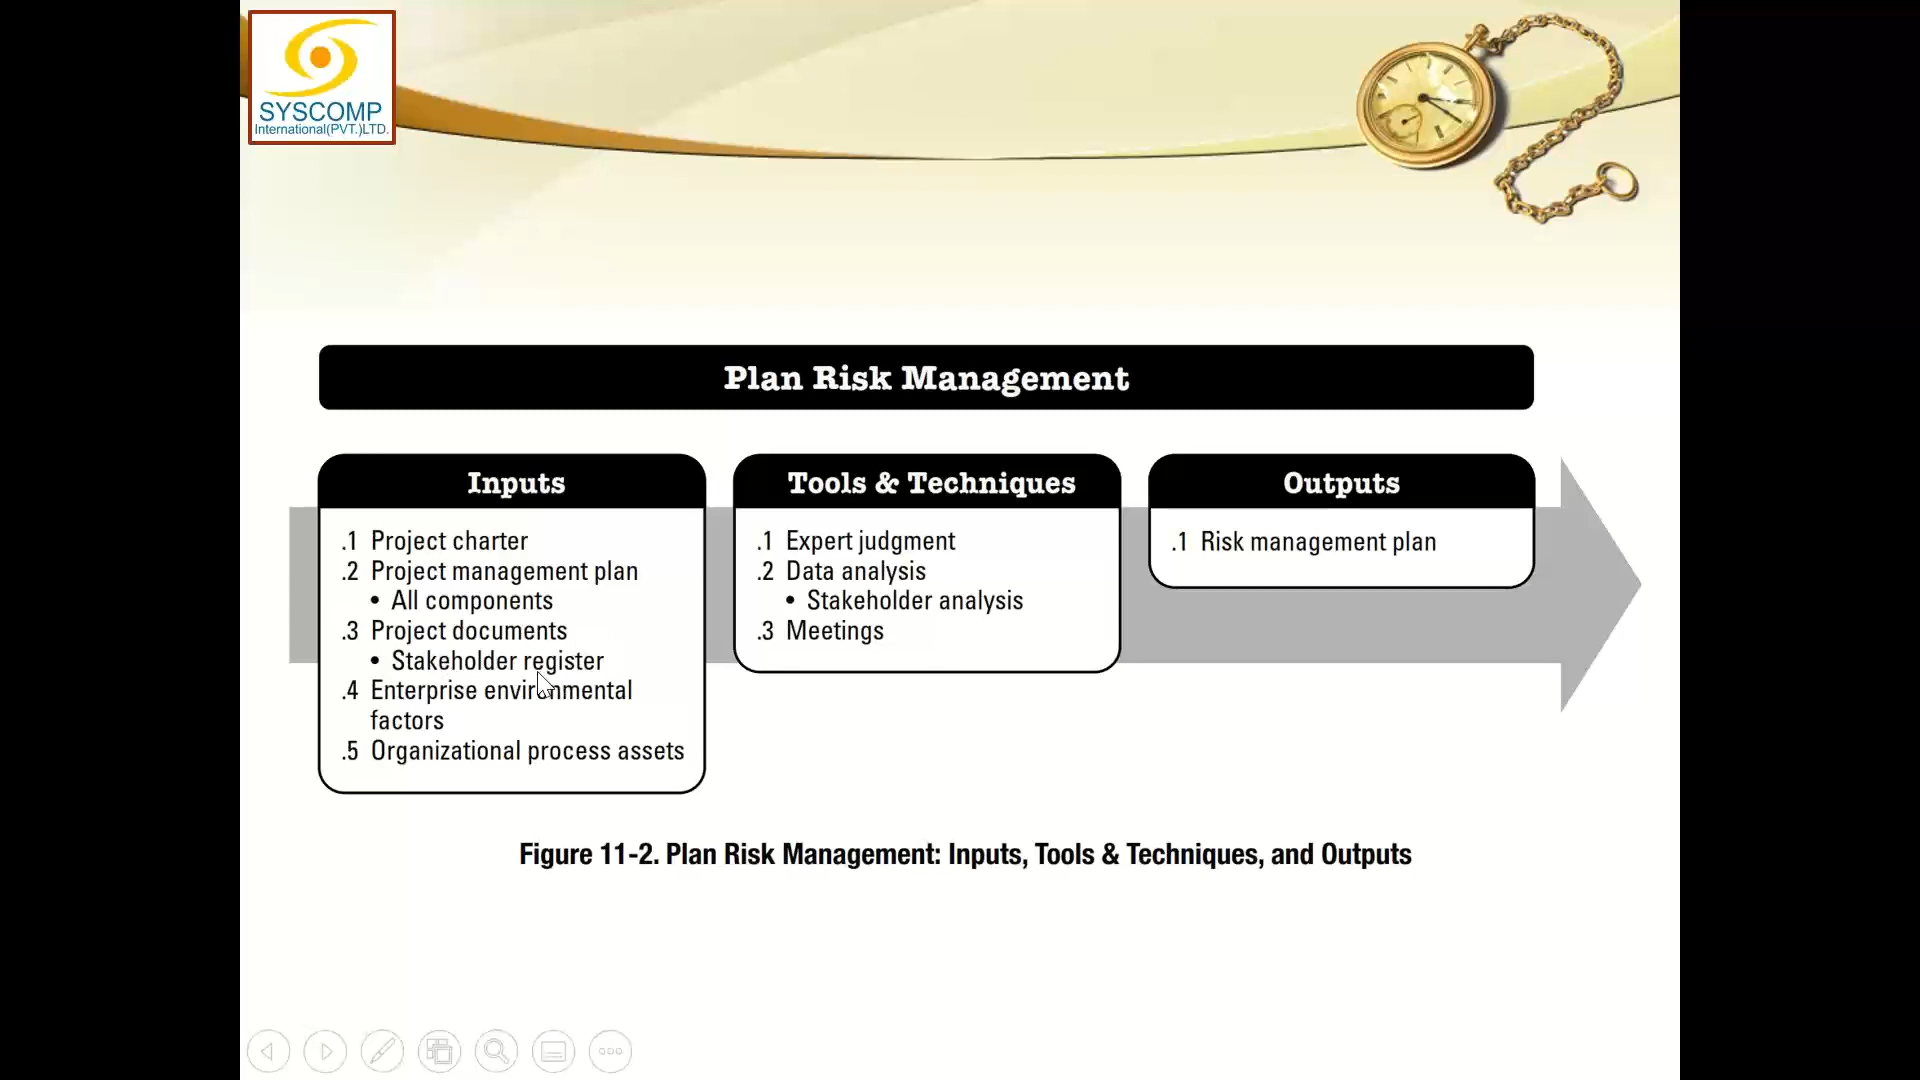 SYSCOMP
International(PVT.)LTD.
Plan Risk Management
Inputs
.1 Project charter
.2 Project management plan
• All components
.3 Project documents
• Stakeholder register
.4 Enterprise environmental
factors
.5 Organizational process assets
Tools & Techniques
.1 Expert judgment
.2 Data analysis
• Stakeholder analysis
.3 Meetings
Outputs
.1 Risk management plan
Figure 11-2. Plan Risk Management: Inputs, Tools & Techniques, and Outputs